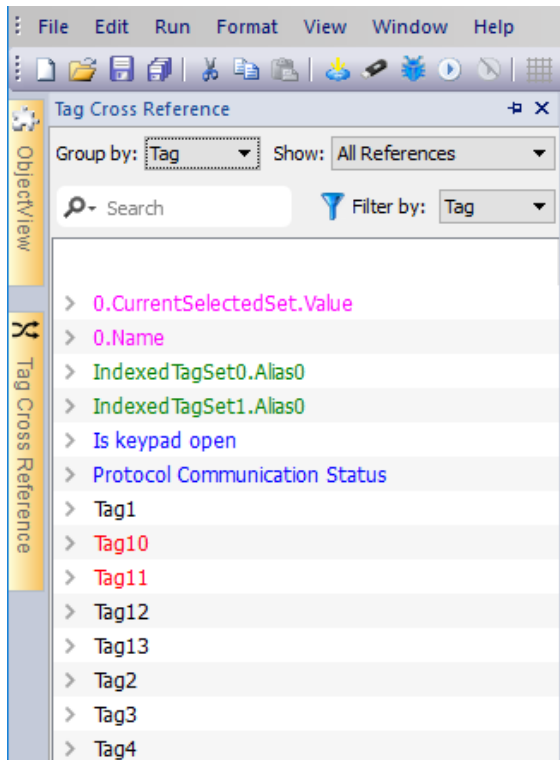 File Edit Run Format View Window Help
Tag Cross Reference
Group by: Tag Show: All References
Search Filter by: Tag
ObjectView
Tag Cross Reference
0.CurrentSelectedSet.Value
0.Name
IndexedTagSet0.Alias0
IndexedTagSet1.Alias0
Is keypad open
Protocol Communication Status
Tag1
Tag10
Tag11
Tag12
Tag13
Tag2
Tag3
Tag4